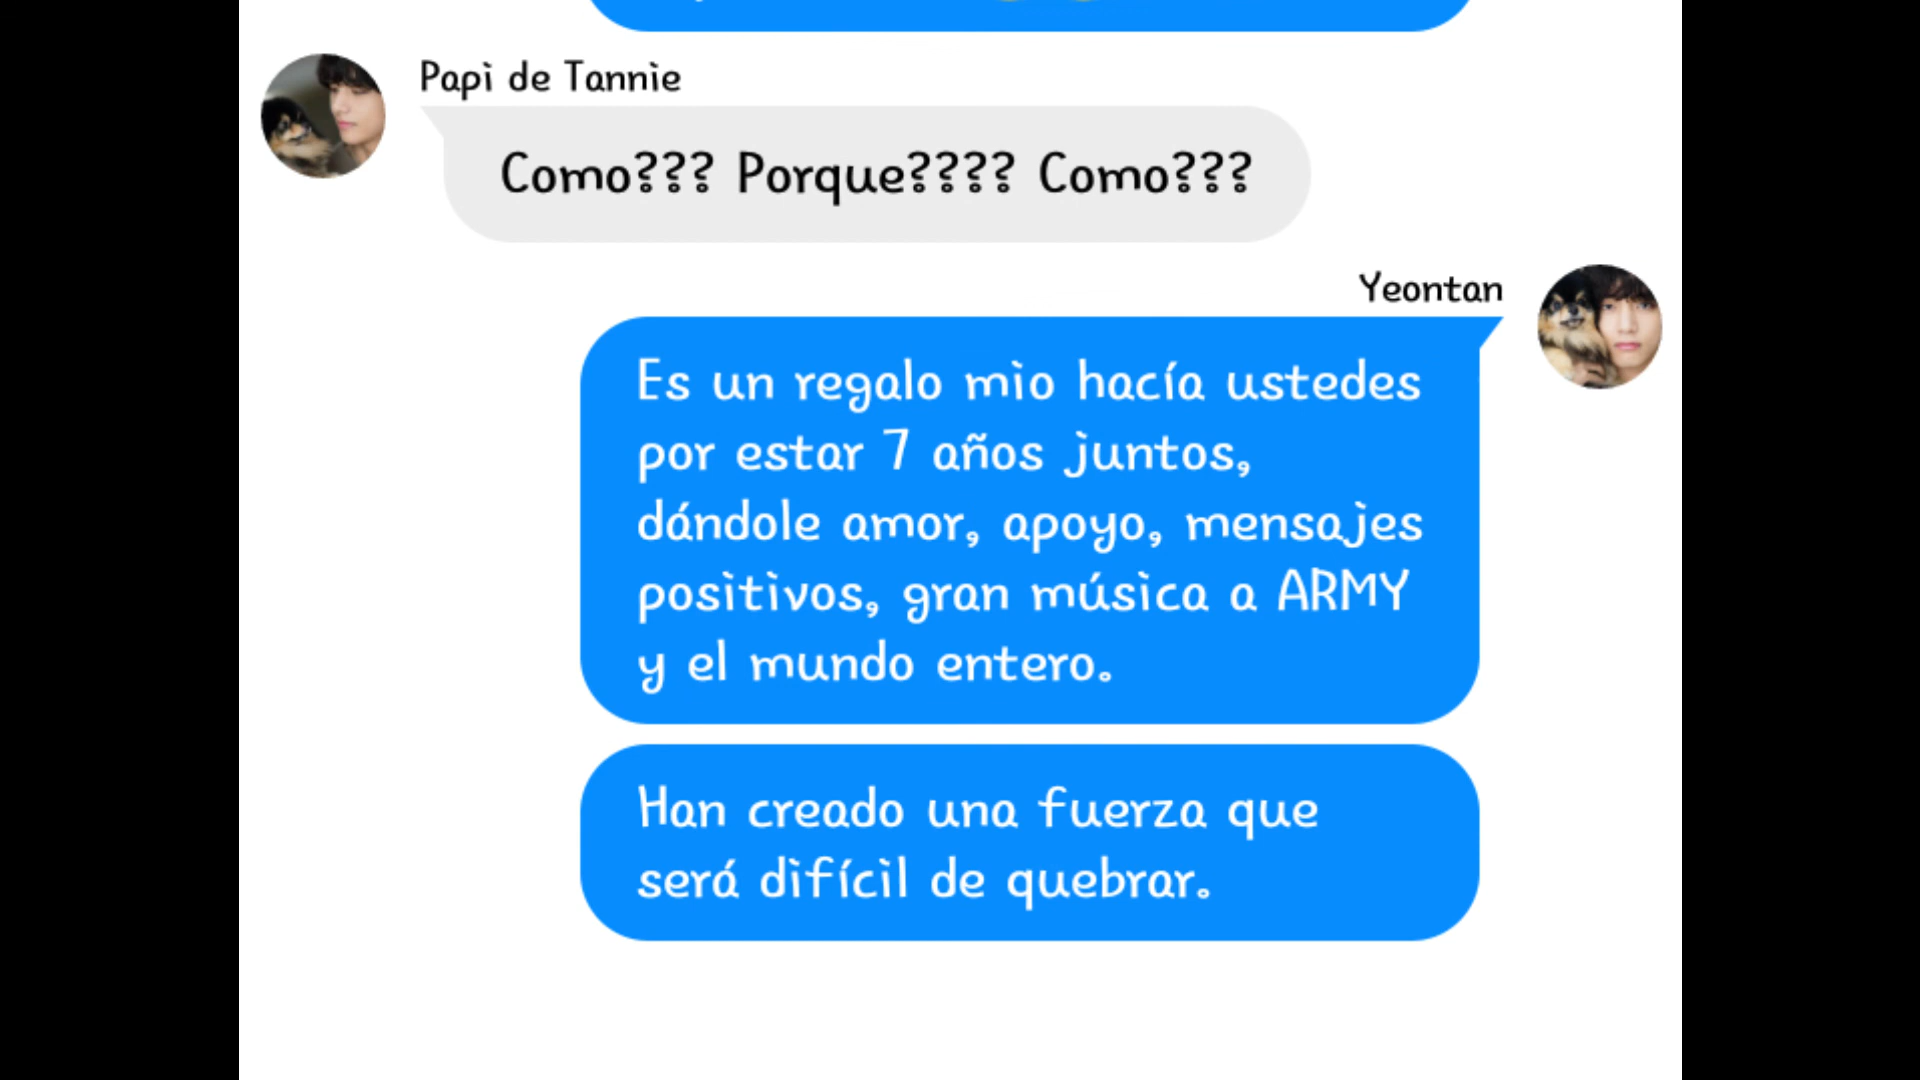 Papi de Tannie
Como??? Porque???? Como???
Yeontan
Es un regalo mio hacía ustedes
por estar 7 años juntos,
dándole amor, apoyo, mensajes
positivos, gran música a ARMY
y el mundo entero.
Han creado una fuerza que
será difícil de quebrar.